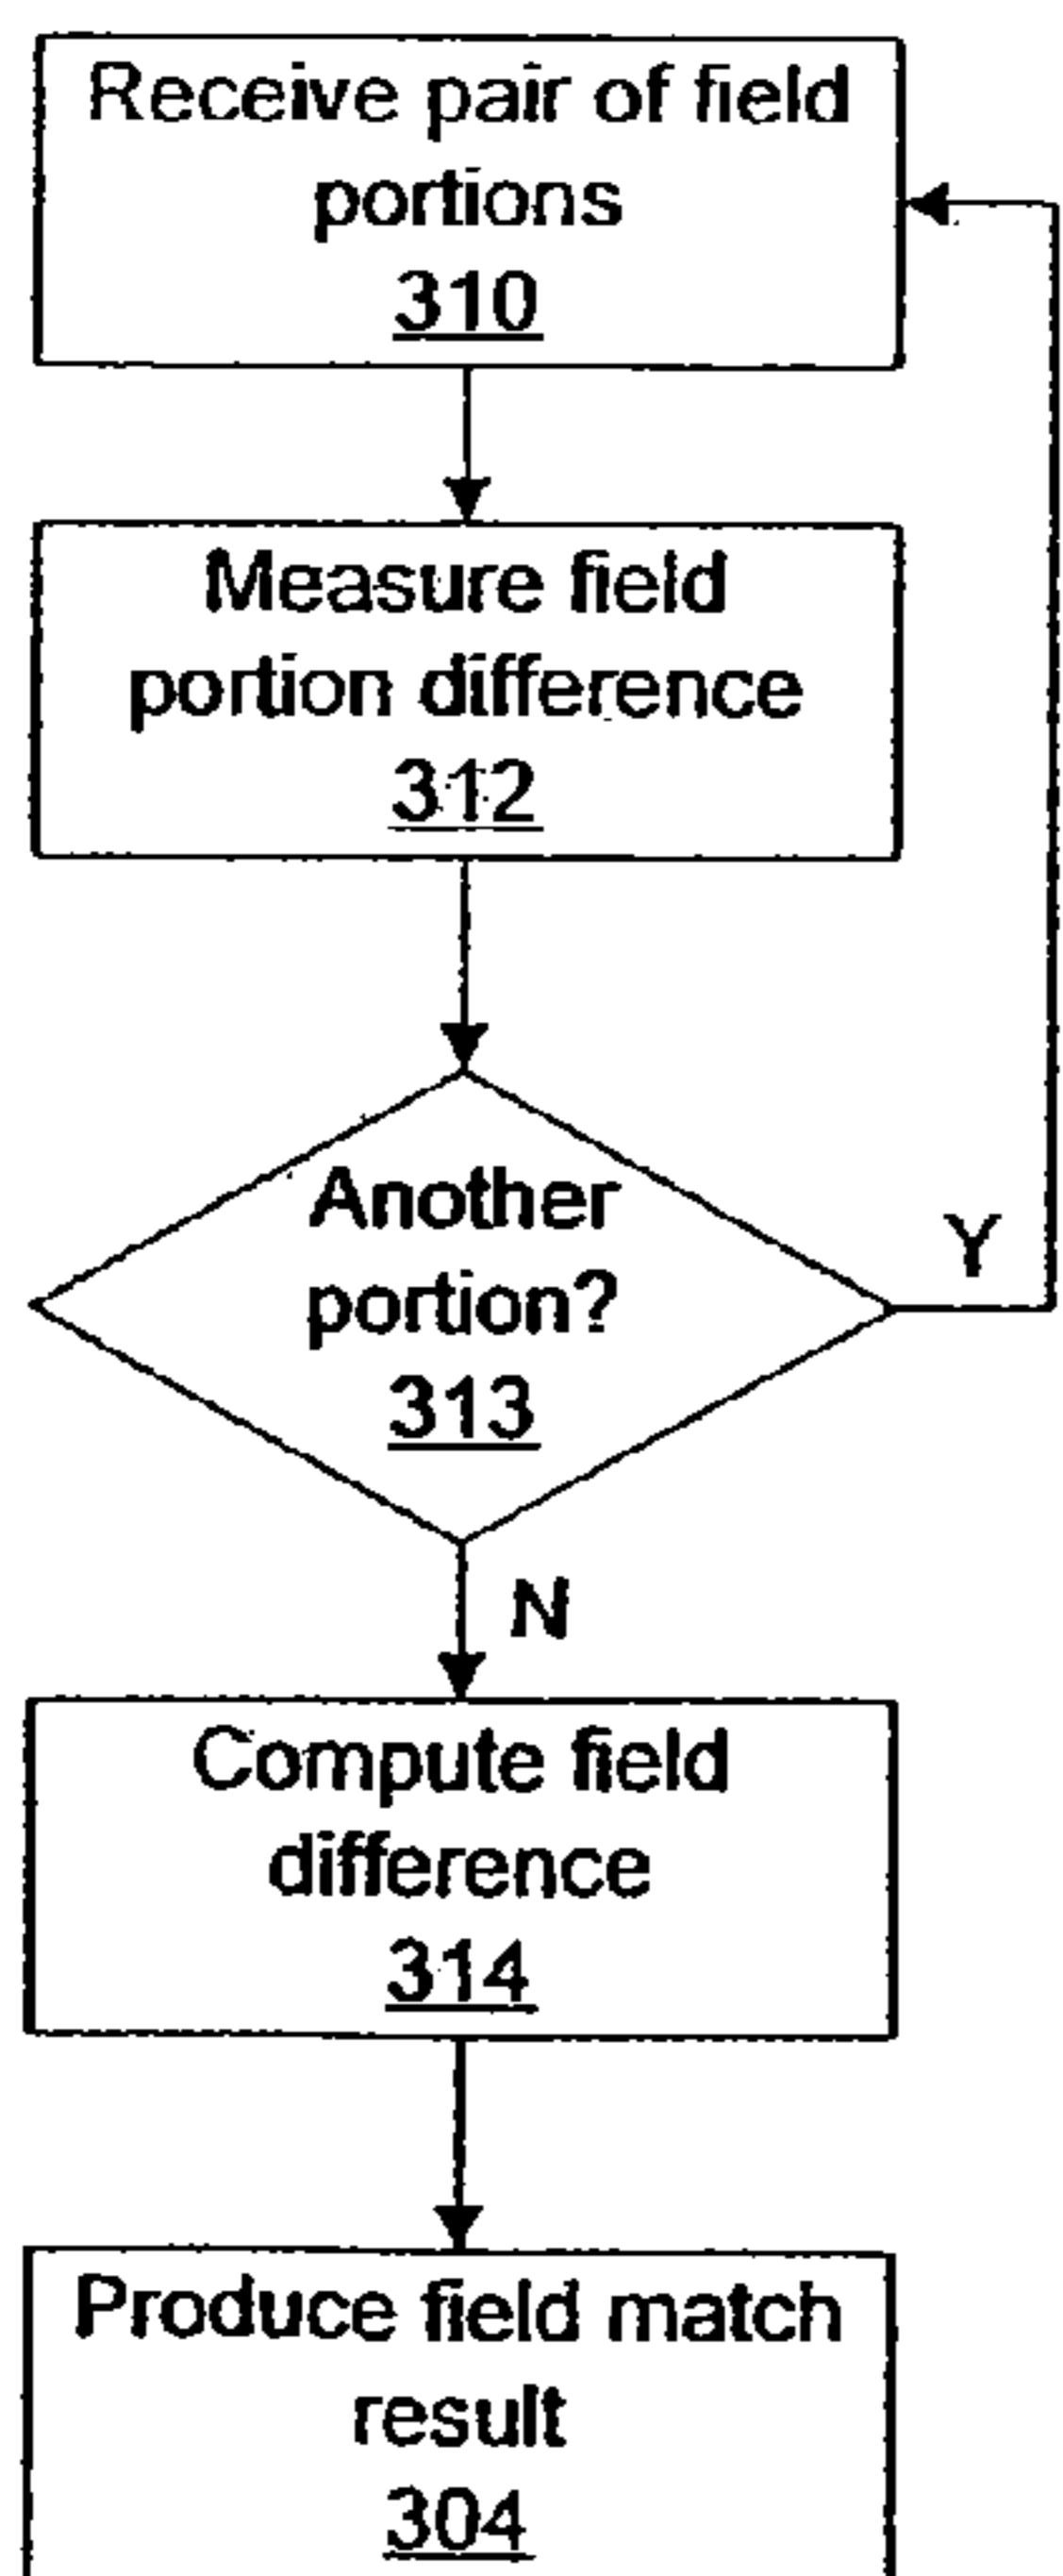 Receive pair of field
portions
310
Measure field
portion difference
312
Another
portion?
313
Y
N
Compute field
difference
314
Produce field match
result
304